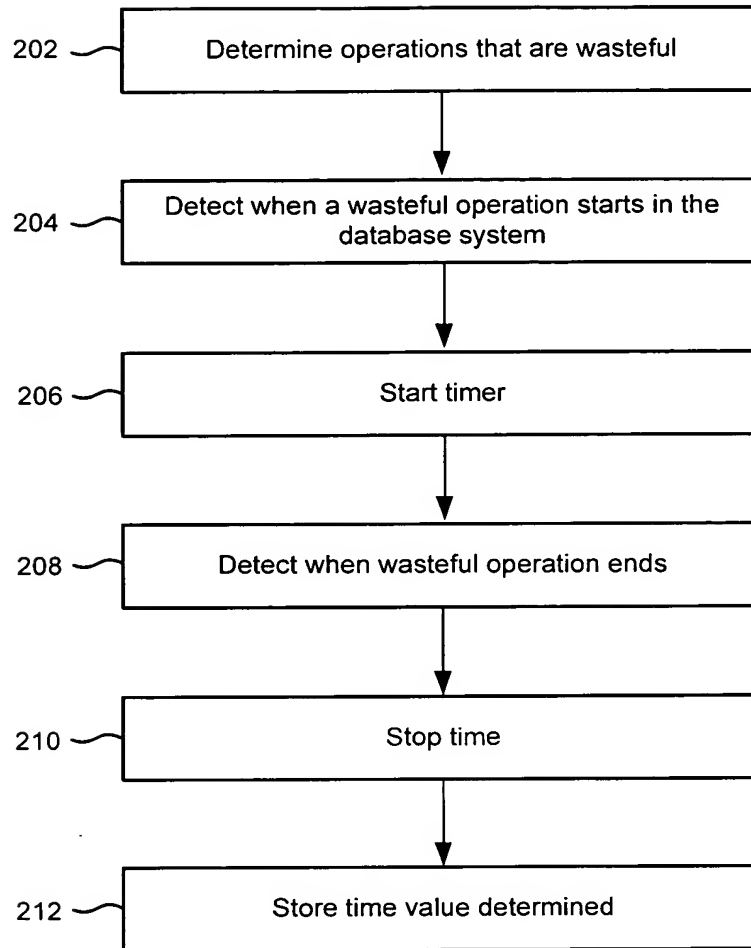 202
Determine operations that are wasteful
204
Detect when a wasteful operation starts in the
database system
206
Start timer
208
Detect when wasteful operation ends
210
Stop time
212
Store time value determined